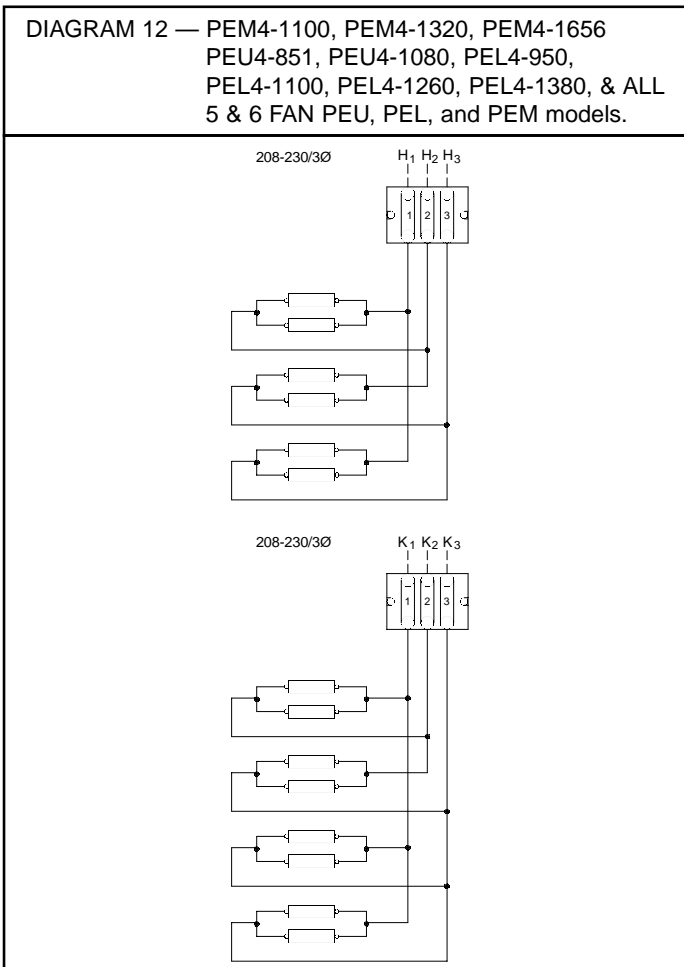 DIAGRAM 12 — PEM4-1100, PEM4-1320, PEM4-1656
PEU4-851, PEU4-1080, PEL4-950,
PEL4-1100, PEL4-1260, PEL4-1380, & ALL
5 & 6 FAN PEU, PEL, and PEM models.
208-230/3Ø H1 H2 H3
1 2 3
208-230/3Ø K1 K2 K3
1 2 3